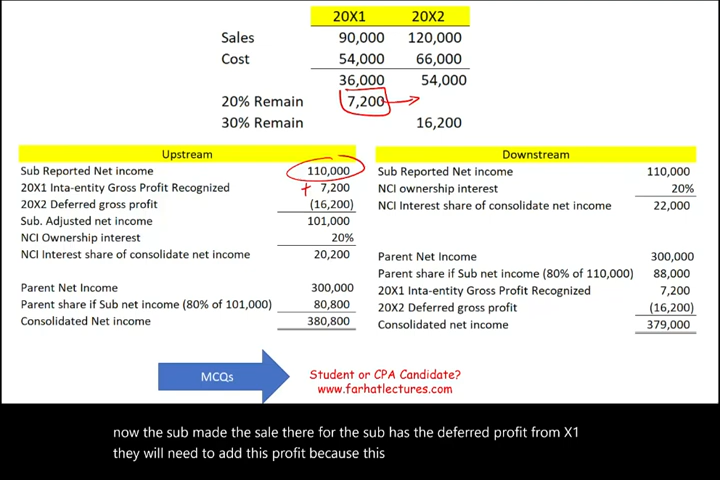 20X1 20X2
Sales 90,000 120,000
Cost 54,000 66,000
36,000 54,000
20% Remain 7,200
30% Remain 16,200
Upstream
Sub Reported Net income 110,000
20X1 Inta-entity Gross Profit Recognized + 7,200
20X2 Deferred gross profit (16,200)
Sub. Adjusted net income 101,000
NCI Ownership interest 20%
NCI Interest share of consolidate net income 20,200
Parent Net Income 300,000
Parent share if Sub net income (80% of 101,000) 80,800
Consolidated Net income 380,800
Downstream
Sub Reported Net income 110,000
NCI ownership interest 20%
NCI Interest share of consolidate net income 22,000
Parent Net Income 300,000
Parent share if Sub net income (80% of 110,000) 88,000
20X1 Inta-entity Gross Profit Recognized 7,200
20X2 Deferred gross profit (16,200)
Consolidated net income 379,000
MCQs
Student or CPA Candidate?
www.farhatlectures.com
now the sub made the sale there for the sub has the deferred profit from X1
they will need to add this profit because this